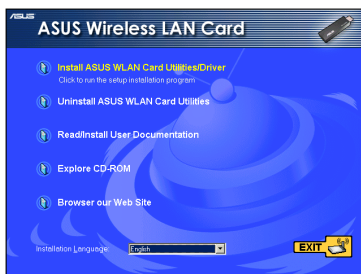 ASUS
ASUS Wireless LAN Card
Install ASUS WLAN Card Utilities/Driver
Click to run the setup installation program
Uninstall ASUS WLAN Card Utilities
Read/Install User Documentation
Explore CD-ROM
Browser our Web Site
Installation Language:
English
EXIT